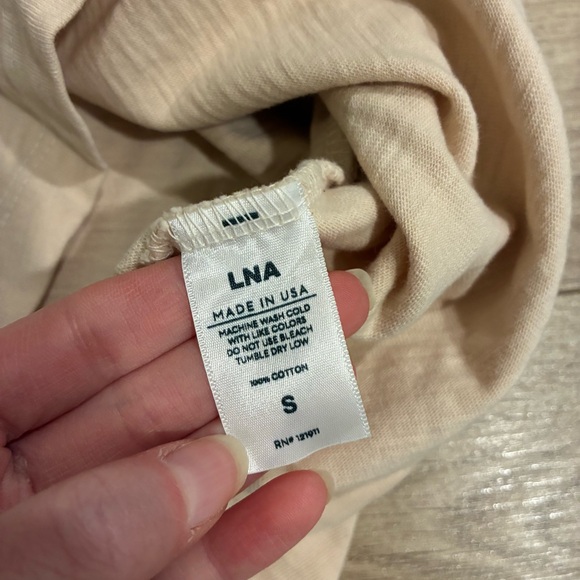 LNA
MADE IN USA
MACHINE WASH COLD
WITH LIKE COLORS
DO NOT USE BLEACH
TUMBLE DRY LOW
100% COTTON
S
RN# 121911